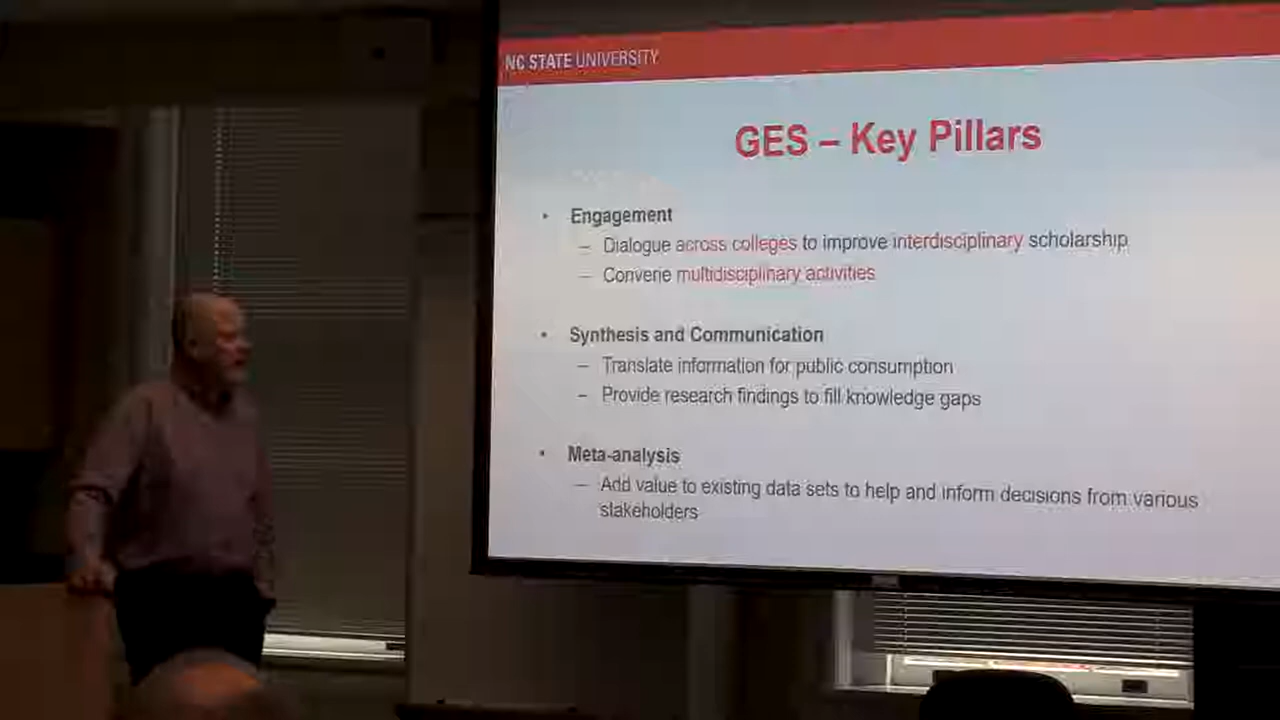 NC STATE UNIVERSITY
GES – Key Pillars
• Engagement
– Dialogue across colleges to improve interdisciplinary scholarship
– Convene multidisciplinary activities
• Synthesis and Communication
– Translate information for public consumption
– Provide research findings to fill knowledge gaps
• Meta-analysis
– Add value to existing data sets to help and inform decisions from various
stakeholders